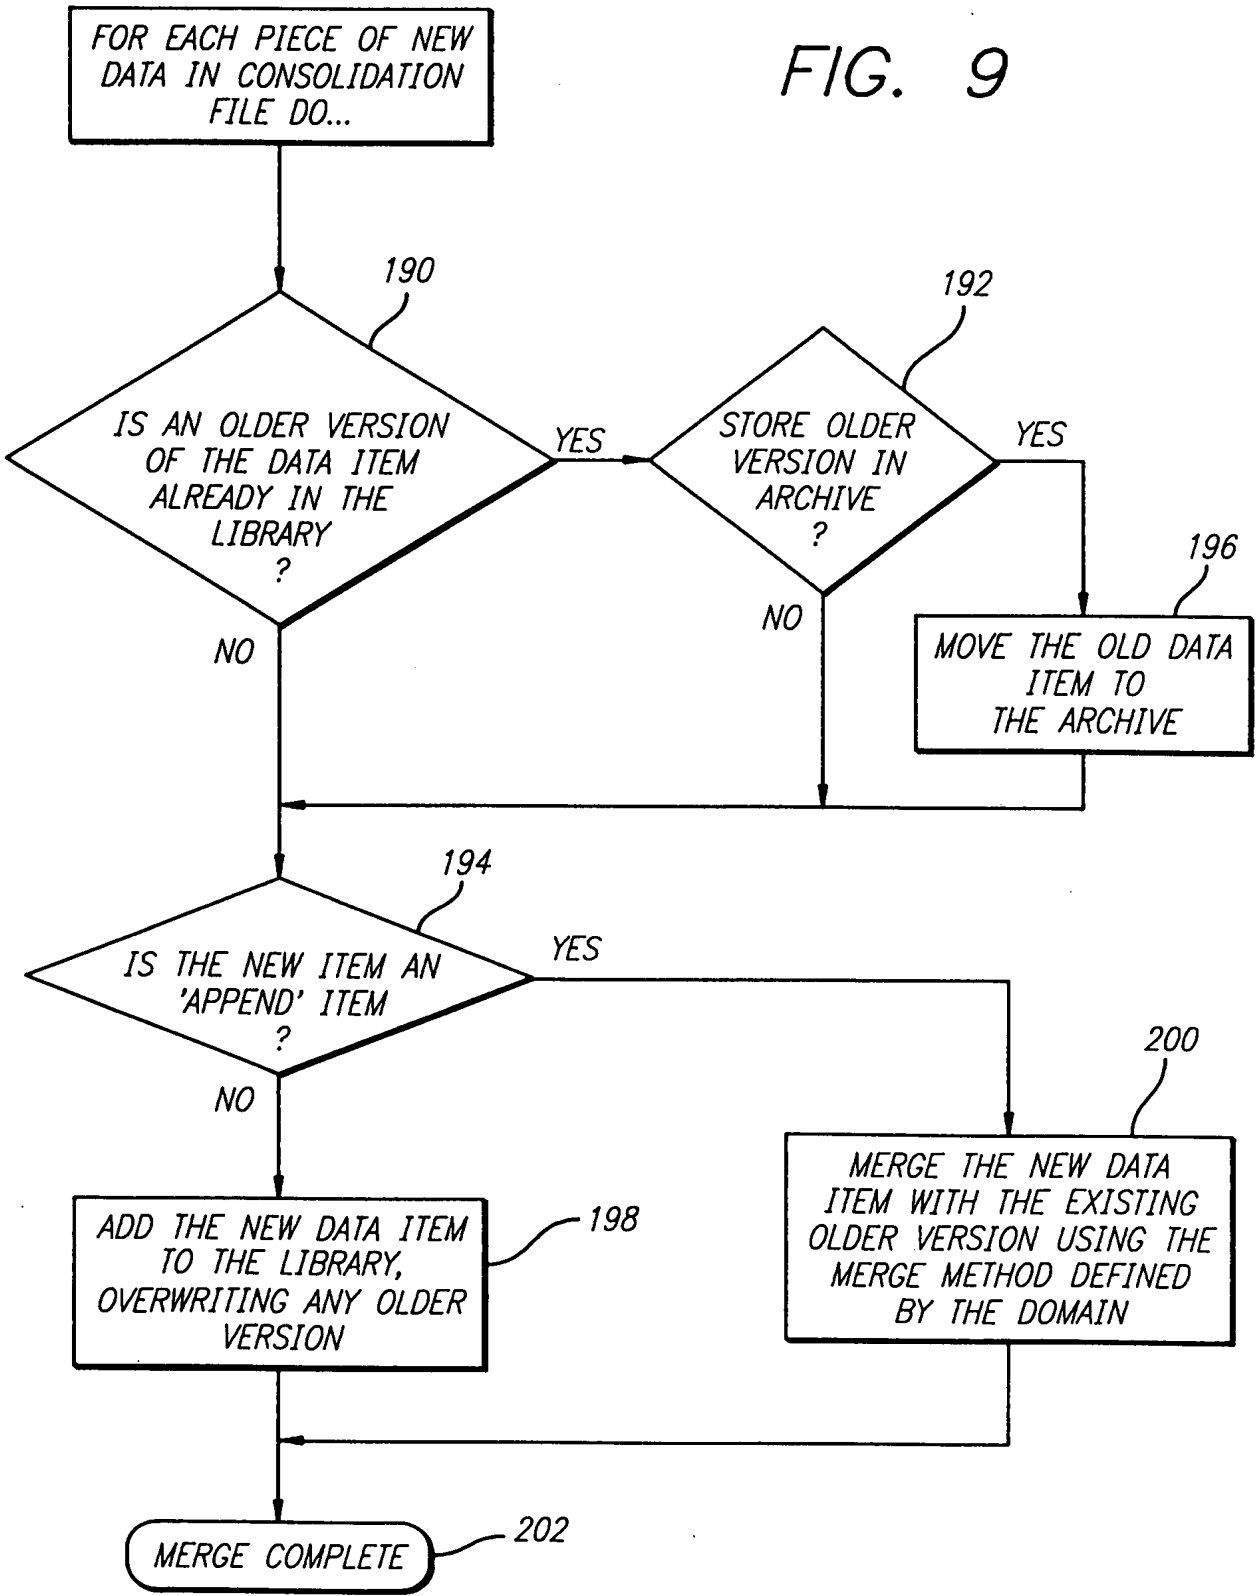 FOR EACH PIECE OF NEW
DATA IN CONSOLIDATION
FILE DO...
FIG. 9
190
IS AN OLDER VERSION
OF THE DATA ITEM
ALREADY IN THE
LIBRARY
?
YES
NO
192
STORE OLDER
VERSION IN
ARCHIVE
?
YES
NO
196
MOVE THE OLD DATA
ITEM TO
THE ARCHIVE
194
IS THE NEW ITEM AN
'APPEND' ITEM
?
YES
NO
198
ADD THE NEW DATA ITEM
TO THE LIBRARY,
OVERWRITING ANY OLDER
VERSION
200
MERGE THE NEW DATA
ITEM WITH THE EXISTING
OLDER VERSION USING THE
MERGE METHOD DEFINED
BY THE DOMAIN
MERGE COMPLETE
202